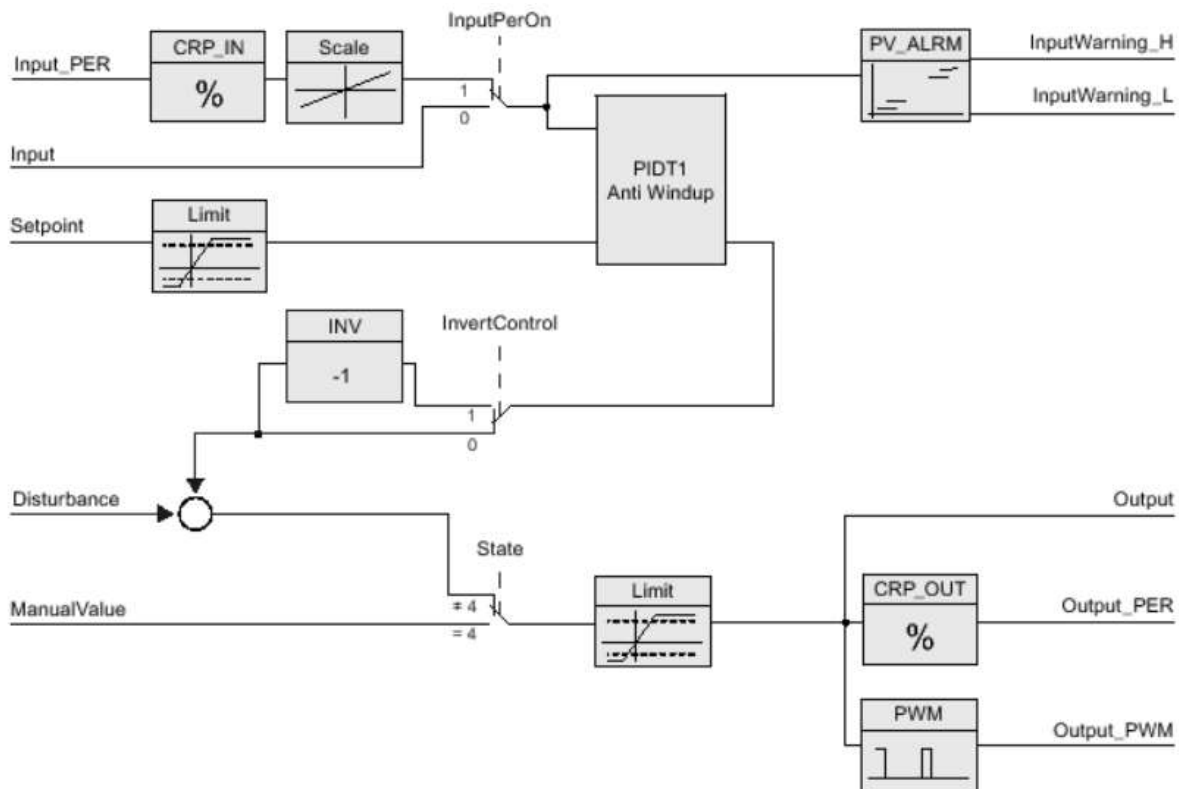 InputPerOn
CRP_IN
Scale
PV_ALRM
InputWarning_H
Input_PER
%
1
0
InputWarning_L
Input
PIDT1
Anti Windup
Setpoint
Limit
INV
InvertControl
-1
1
0
Disturbance
Output
State
ManualValue
≠ 4
= 4
Limit
CRP_OUT
%
Output_PER
PWM
Output_PWM